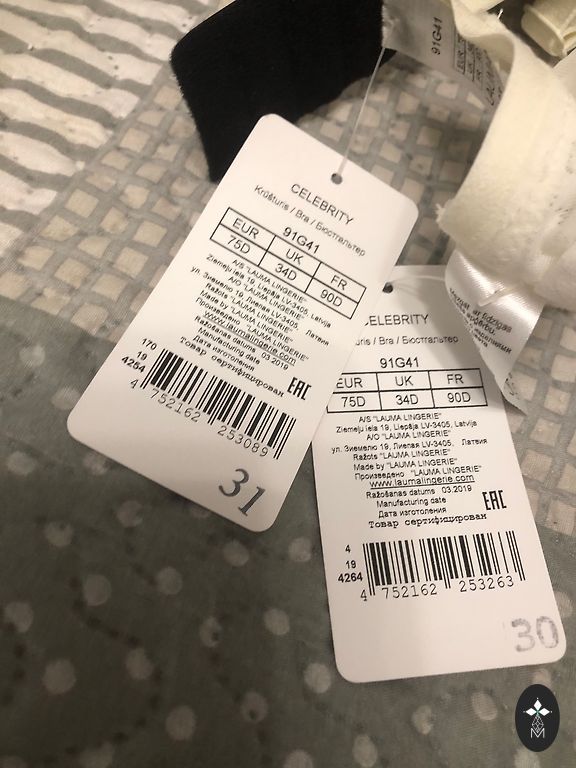 CELEBRITY
Krūšturis / Bra / Бюстгальтер
91G41
EUR UK FR
75D 34D 90D
A/S "LAUMA LINGERIE"
Ziemeļu iela 19, Liepāja LV-3405, Latvija
A/O "LAUMA LINGERIE"
ул. Зиемелю 19, Лиепая LV-3405, Латвия
Ražots "LAUMA LINGERIE"
Made by "LAUMA LINGERIE"
Произведено "LAUMA LINGERIE"
www.laumalingerie.com
Ražošanas datums 03.2019
Manufacturing date
Дата изготовления
Товар сертифицирован
EAC
170
19
4254
4 752162 253089
31
CELEBRITY
uris / Bra / Бюстгальтер
91G41
EUR UK FR
75D 34D 90D
A/S "LAUMA LINGERIE"
Ziemeļu iela 19, Liepāja LV-3405, Latvija
A/O "LAUMA LINGERIE"
ул. Зиемелю 19, Лиепая LV-3405, Латвия
Ražots "LAUMA LINGERIE"
Made by "LAUMA LINGERIE"
Произведено "LAUMA LINGERIE"
www.laumalingerie.com
Ražošanas datums 03.2019
Manufacturing date
Дата изготовления
Товар сертифицирован
EAC
4
19
4264
4 752162 253263
30
91G41
EUR
M